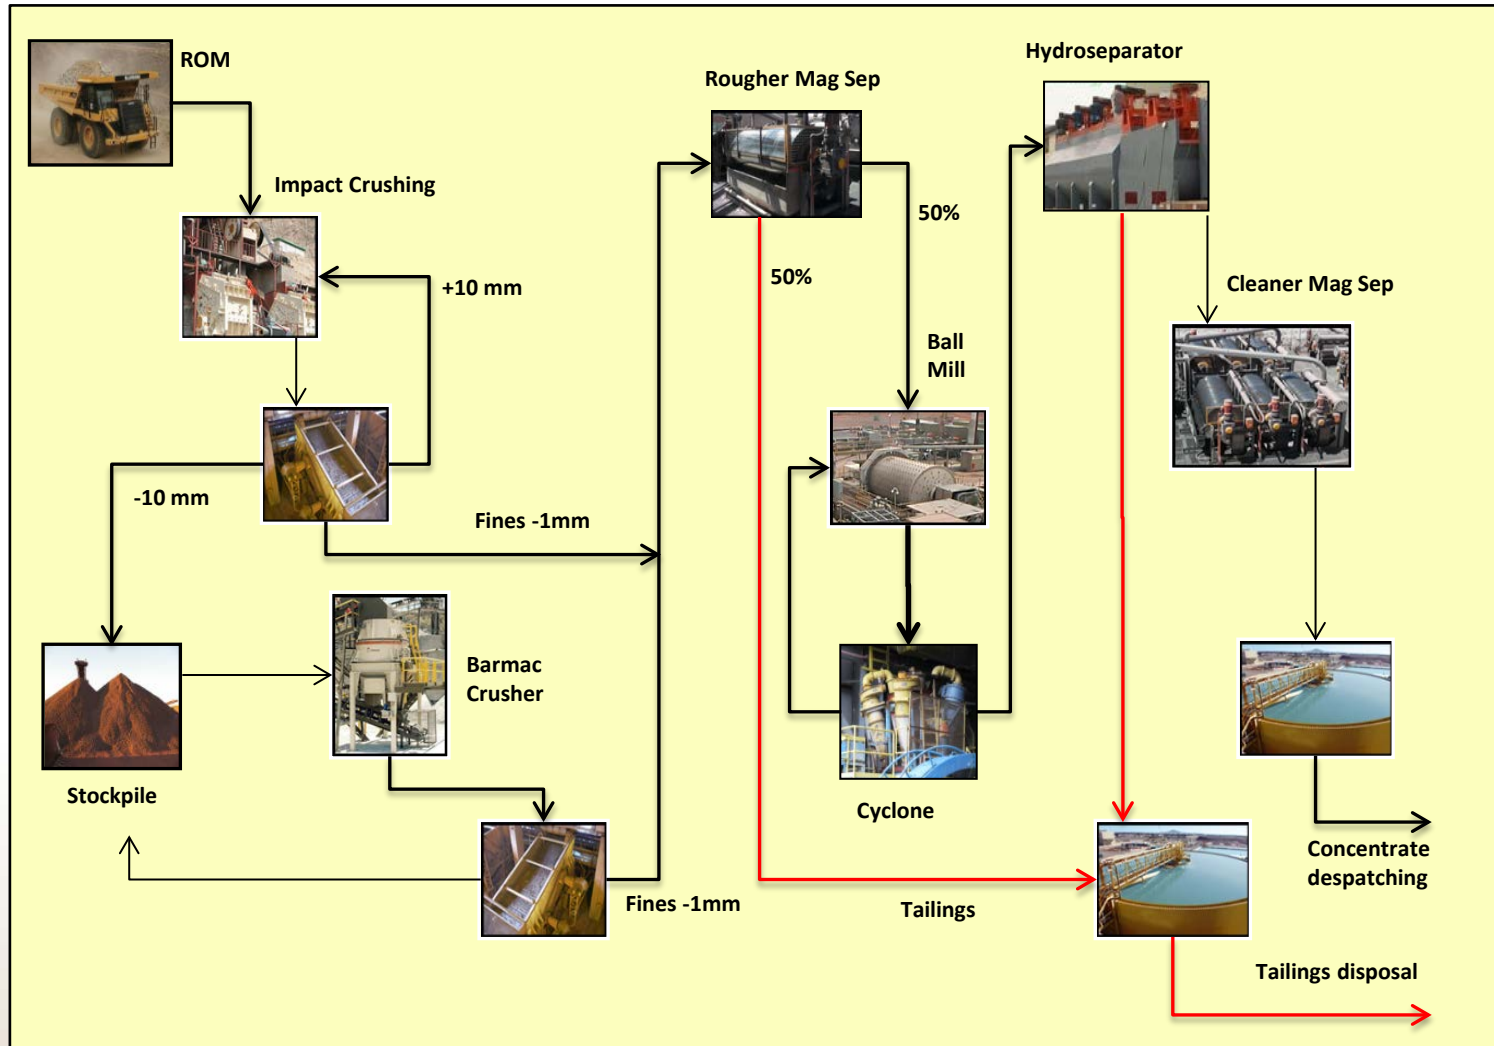 ROM
Impact Crushing
+10 mm
-10 mm
Fines -1mm
Stockpile
Barmac
Crusher
Fines -1mm
Rougher Mag Sep
50%
50%
Ball
Mill
Cyclone
Tailings
Hydroseparator
Cleaner Mag Sep
Concentrate
despatching
Tailings disposal